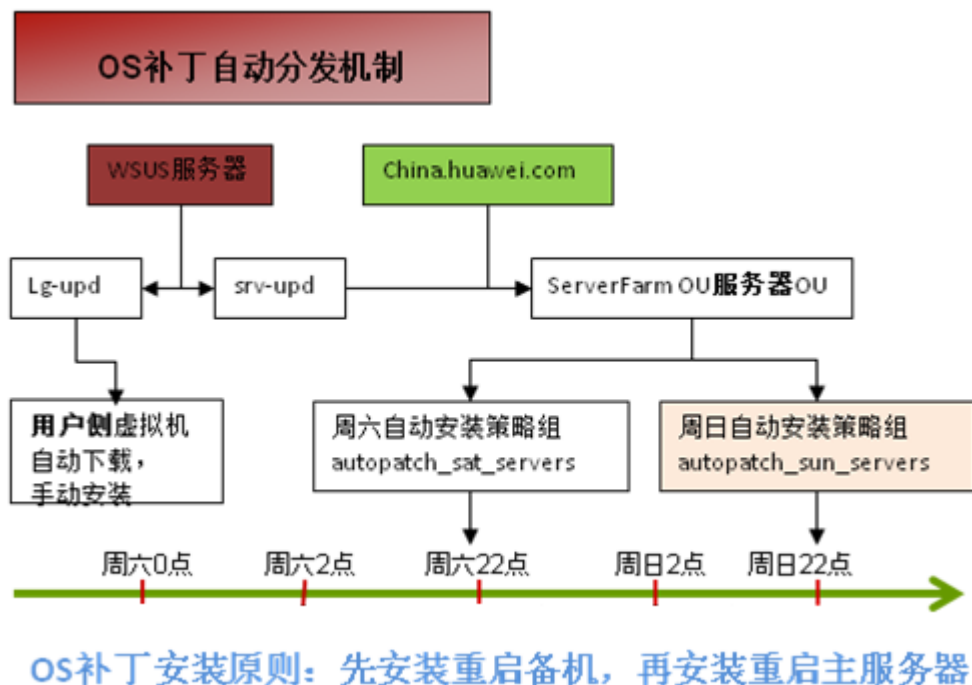 OS补丁自动分发机制
WSUS服务器
China.huawei.com
Lg-upd
srv-upd
ServerFarm OU服务器OU
用户侧虚拟机
自动下载，
手动安装
周六自动安装策略组
autopatch_sat_servers
周日自动安装策略组
autopatch_sun_servers
周六0点
周六2点
周六22点
周日2点
周日22点
OS补丁安装原则：先安装重启备机，再安装重启主服务器